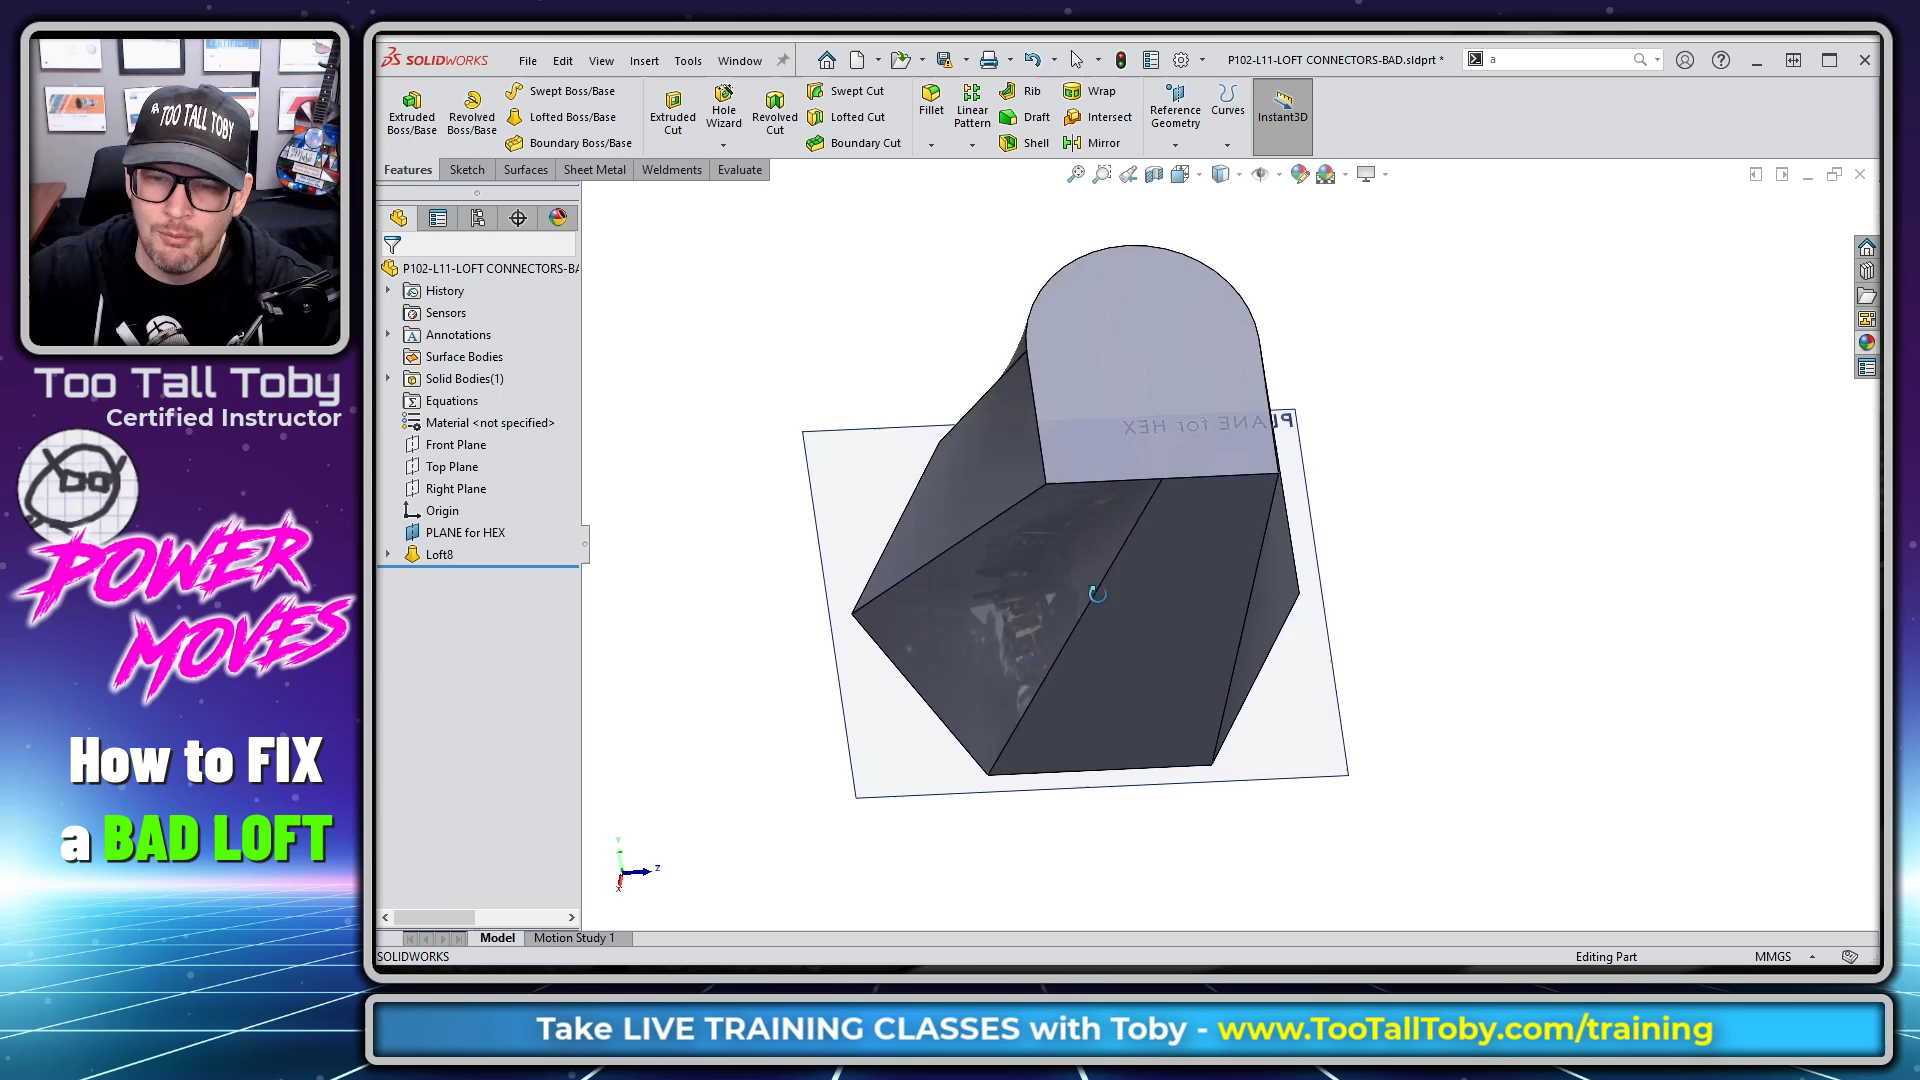 TOO TALL TOBY
Too Tall Toby
Certified Instructor
POWER
MOVES
How to FIX
a BAD LOFT
SOLIDWORKS
File Edit View Insert Tools Window
P102-L11-LOFT CONNECTORS-BAD.sldprt *
a
Extruded Boss/Base
Revolved Boss/Base
Swept Boss/Base
Lofted Boss/Base
Boundary Boss/Base
Extruded Cut
Hole Wizard
Revolved Cut
Swept Cut
Lofted Cut
Boundary Cut
Fillet
Linear Pattern
Rib
Draft
Shell
Wrap
Intersect
Mirror
Reference Geometry
Curves
Instant3D
Features Sketch Surfaces Sheet Metal Weldments Evaluate
P102-L11-LOFT CONNECTORS-BA
History
Sensors
Annotations
Surface Bodies
Solid Bodies(1)
Equations
Material <not specified>
Front Plane
Top Plane
Right Plane
Origin
PLANE for HEX
Loft8
PLANE for HEX
Y
Z
X
Model Motion Study 1
SOLIDWORKS
Editing Part
MMGS
Take LIVE TRAINING CLASSES with Toby - www.TooTallToby.com/training